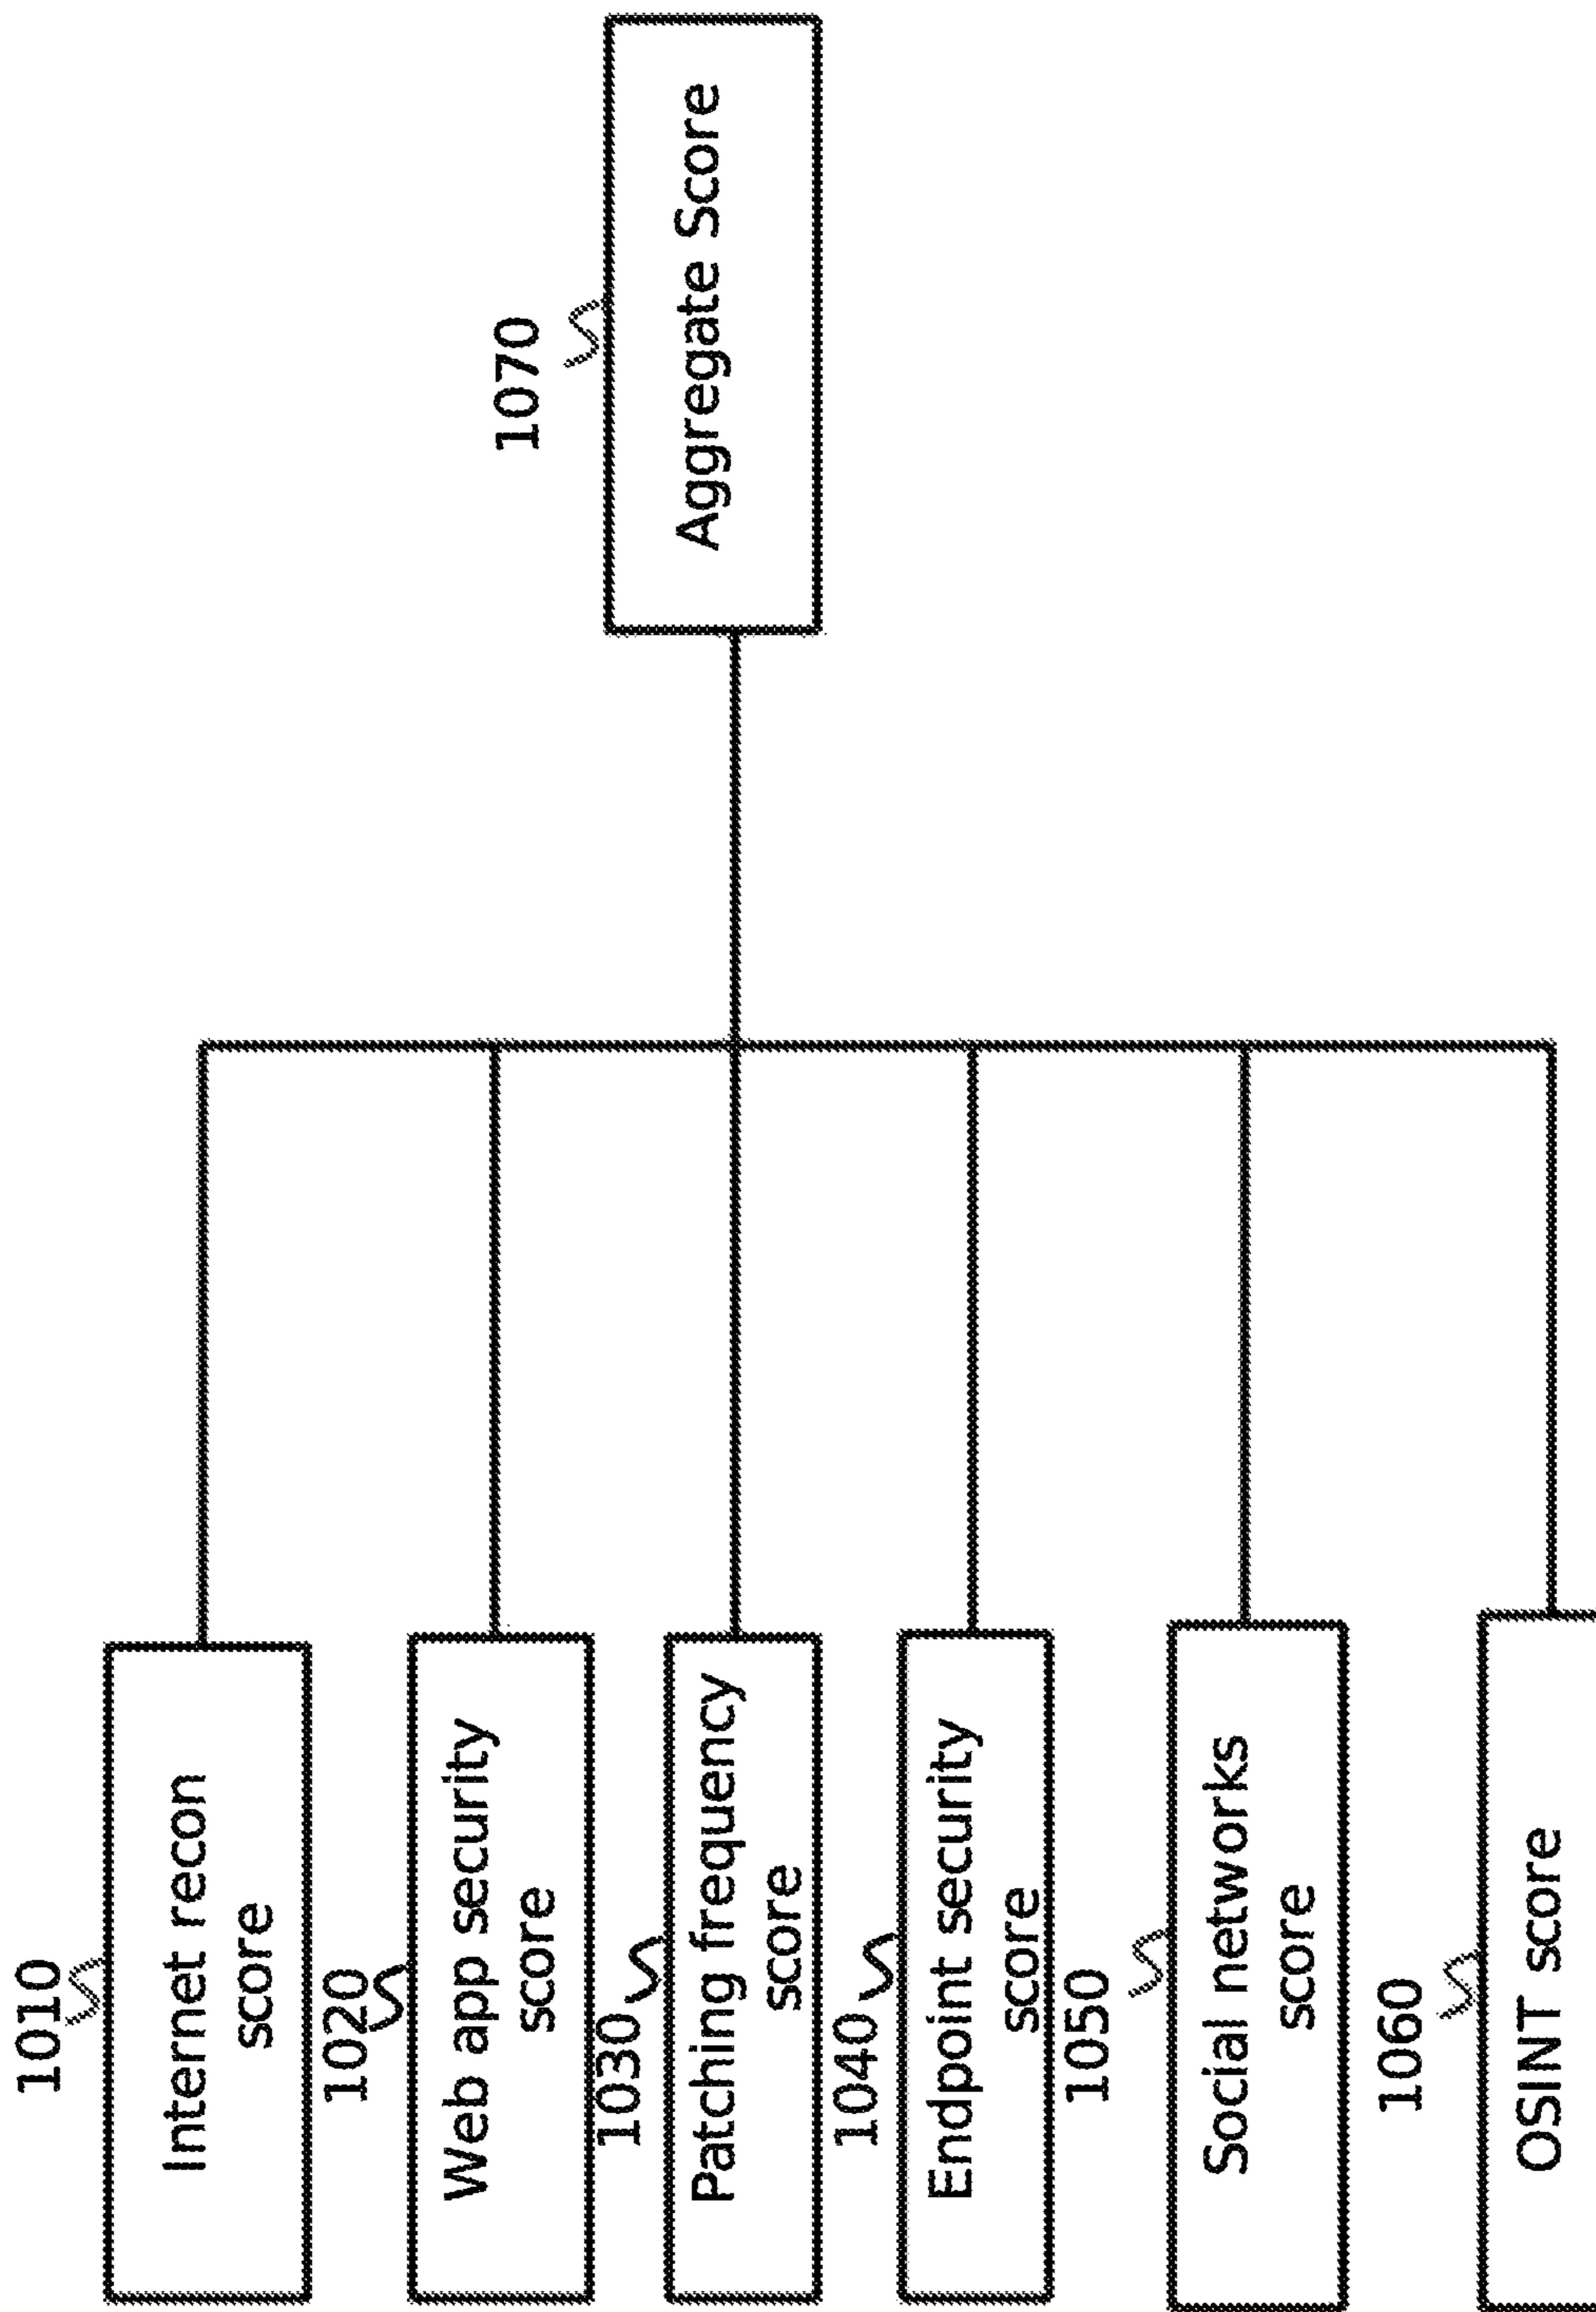 1010
Internet recon
score
1020
Web app security
score
1030
Patching frequency
score
1040
Endpoint security
score
1050
Social networks
score
1060
OSINT score
1070
Aggregate Score